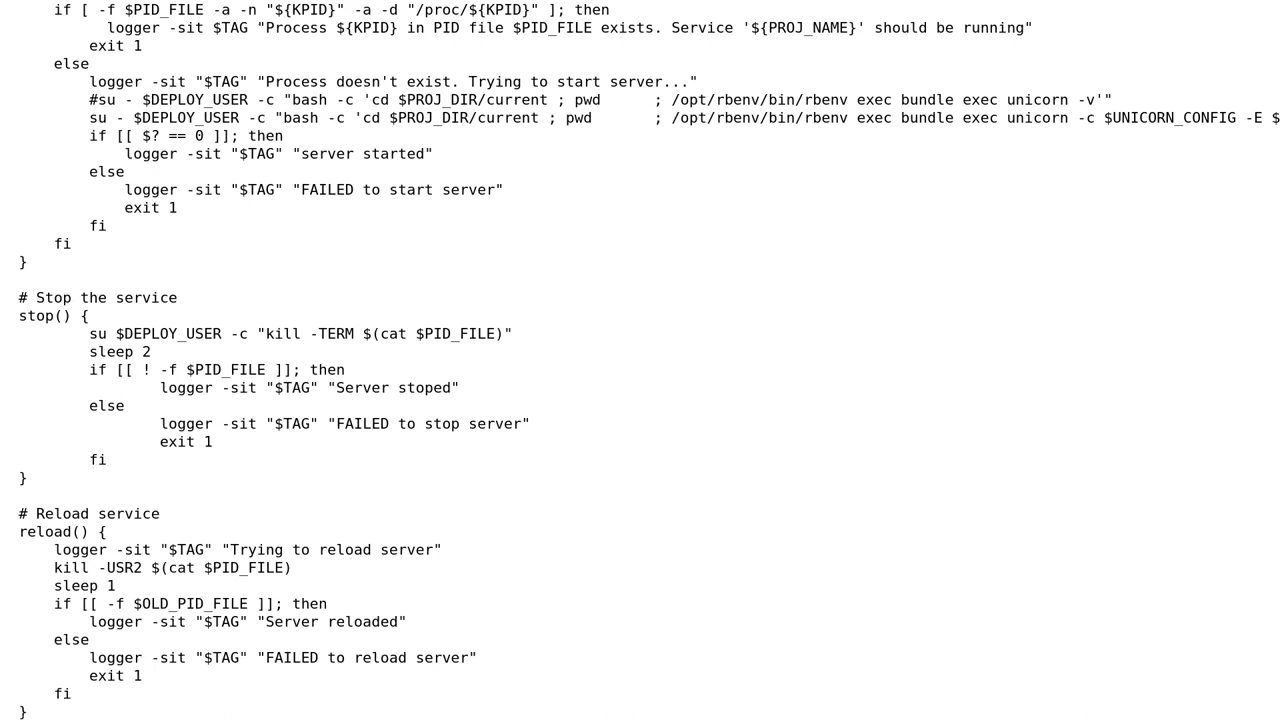 if [ -f $PID_FILE -a -n "${KPID}" -a -d "/proc/${KPID}" ]; then
          logger -sit $TAG "Process ${KPID} in PID file $PID_FILE exists. Service '${PROJ_NAME}' should be running"
        exit 1
    else
        logger -sit "$TAG" "Process doesn't exist. Trying to start server..."
        #su - $DEPLOY_USER -c "bash -c 'cd $PROJ_DIR/current ; pwd      ; /opt/rbenv/bin/rbenv exec bundle exec unicorn -v'"
        su - $DEPLOY_USER -c "bash -c 'cd $PROJ_DIR/current ; pwd       ; /opt/rbenv/bin/rbenv exec bundle exec unicorn -c $UNICORN_CONFIG -E $
        if [[ $? == 0 ]]; then
            logger -sit "$TAG" "server started"
        else
            logger -sit "$TAG" "FAILED to start server"
            exit 1
        fi
    fi
}

# Stop the service
stop() {
        su $DEPLOY_USER -c "kill -TERM $(cat $PID_FILE)"
        sleep 2
        if [[ ! -f $PID_FILE ]]; then
                logger -sit "$TAG" "Server stoped"
        else
                logger -sit "$TAG" "FAILED to stop server"
                exit 1
        fi
}

# Reload service
reload() {
    logger -sit "$TAG" "Trying to reload server"
    kill -USR2 $(cat $PID_FILE)
    sleep 1
    if [[ -f $OLD_PID_FILE ]]; then
        logger -sit "$TAG" "Server reloaded"
    else
        logger -sit "$TAG" "FAILED to reload server"
        exit 1
    fi
}